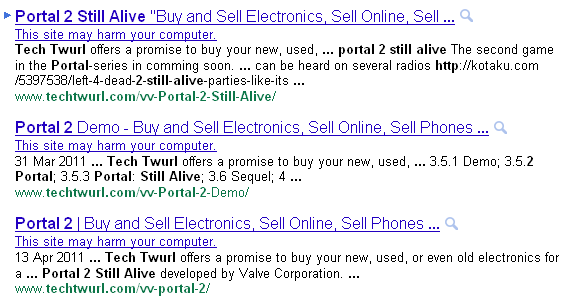 Portal 2 Still Alive "Buy and Sell Electronics, Sell Online, Sell ...
This site may harm your computer.
Tech Twurl offers a promise to buy your new, used, ... portal 2 still alive The second game
in the Portal-series in comming soon. ... can be heard on several radios http://kotaku.com
/5397538/left-4-dead-2-still-alive-parties-like-its ...
www.techtwurl.com/vv-Portal-2-Still-Alive/
Portal 2 Demo - Buy and Sell Electronics, Sell Online, Sell Phones ...
This site may harm your computer.
31 Mar 2011 ... Tech Twurl offers a promise to buy your new, used, ... 3.5.1 Demo; 3.5.2
Portal; 3.5.3 Portal: Still Alive; 3.6 Sequel; 4 ...
www.techtwurl.com/vv-Portal-2-Demo/
Portal 2 | Buy and Sell Electronics, Sell Online, Sell Phones ...
This site may harm your computer.
13 Apr 2011 ... Tech Twurl offers a promise to buy your new, used, or even old electronics for
a ... Portal 2 Still Alive developed by Valve Corporation. ...
www.techtwurl.com/vv-portal-2/